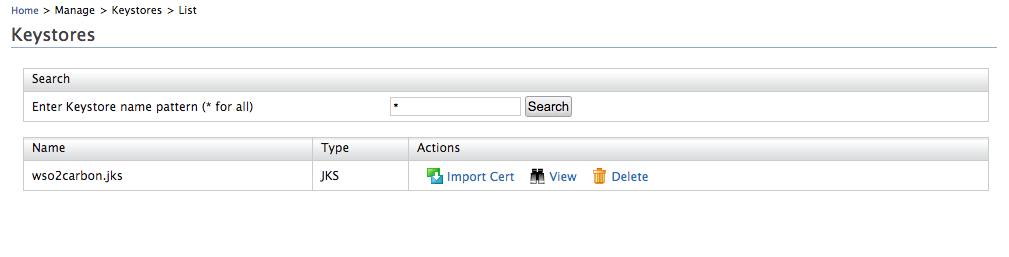 Home > Manage > Keystores > List
Keystores
Search
Enter Keystore name pattern (* for all) * Search
Name Type Actions
wso2carbon.jks JKS Import Cert View Delete